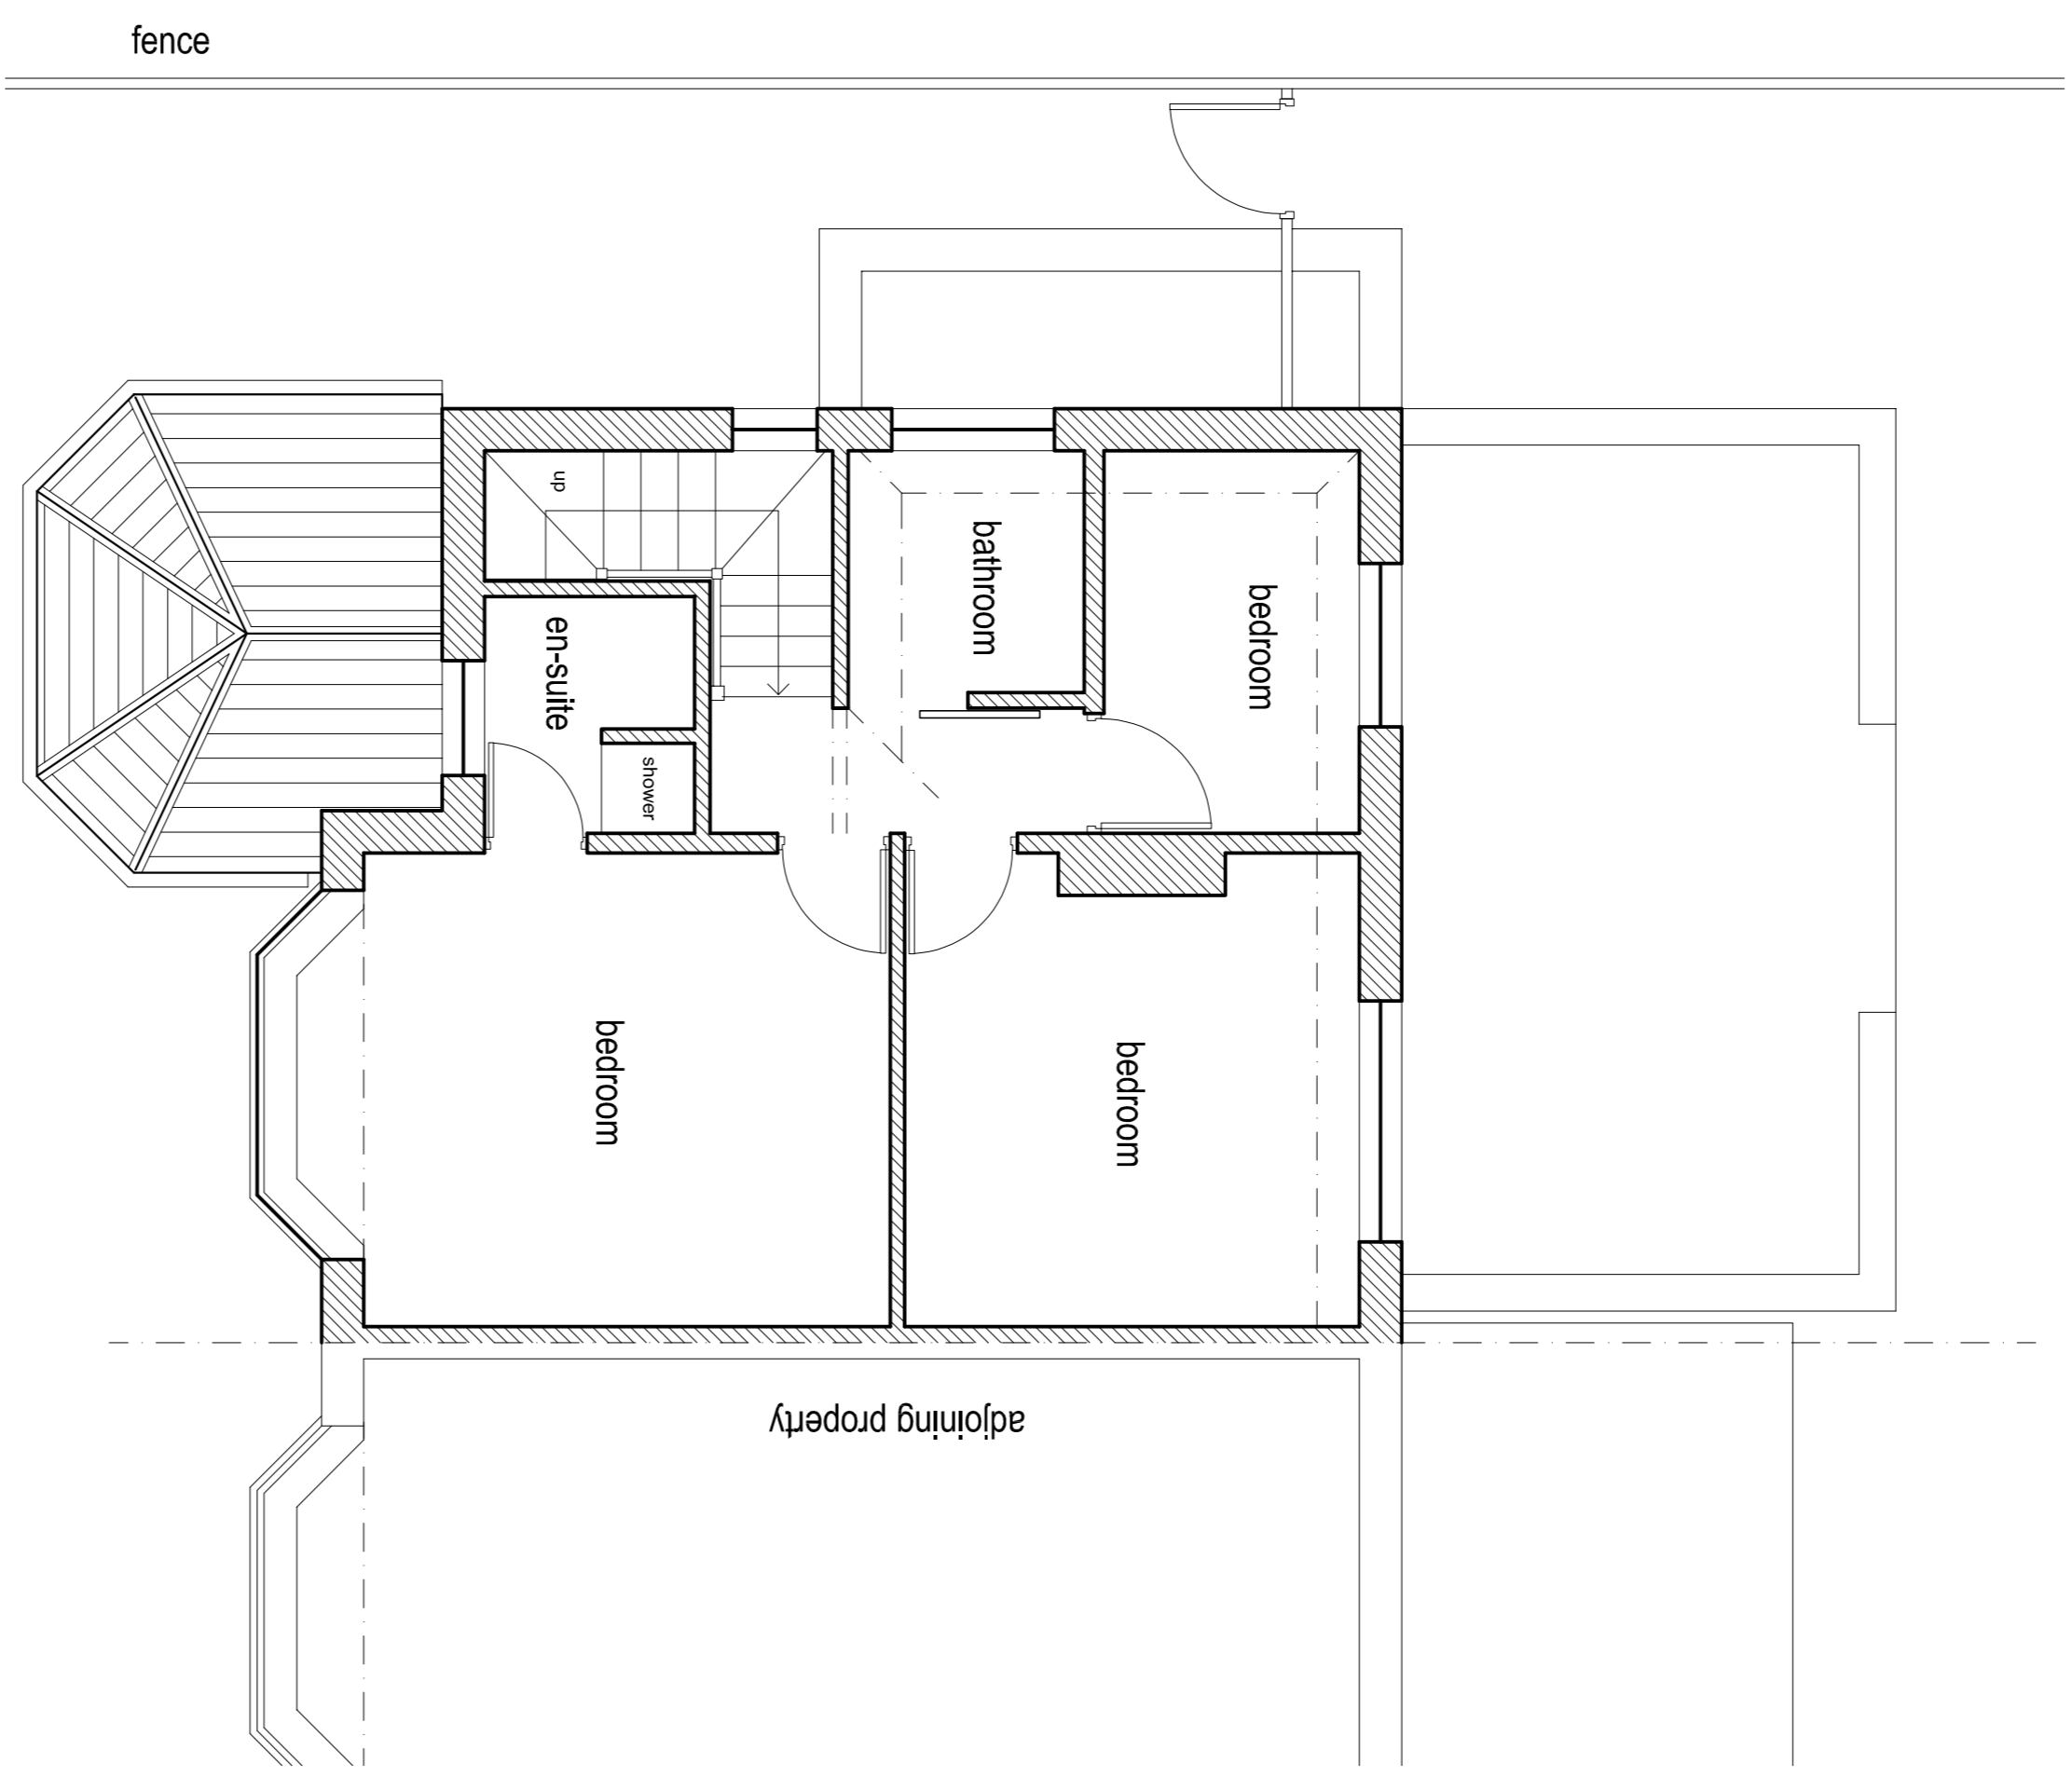 fence
up
bathroom
bedroom
en-suite
shower
bedroom
bedroom
adjoining property